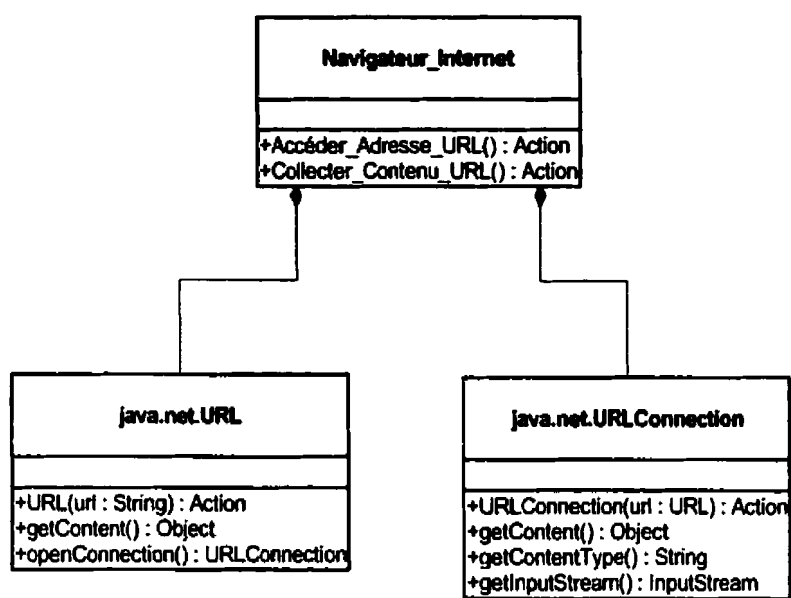 Navigateur_Internet
+Accéder_Adresse_URL() : Action
+Collecter_Contenu_URL() : Action
java.net.URL
+URL(url : String) : Action
+getContent() : Object
+openConnection() : URLConnection
java.net.URLConnection
+URLConnection(url : URL) : Action
+getContent() : Object
+getContentType() : String
+getInputStream() : InputStream